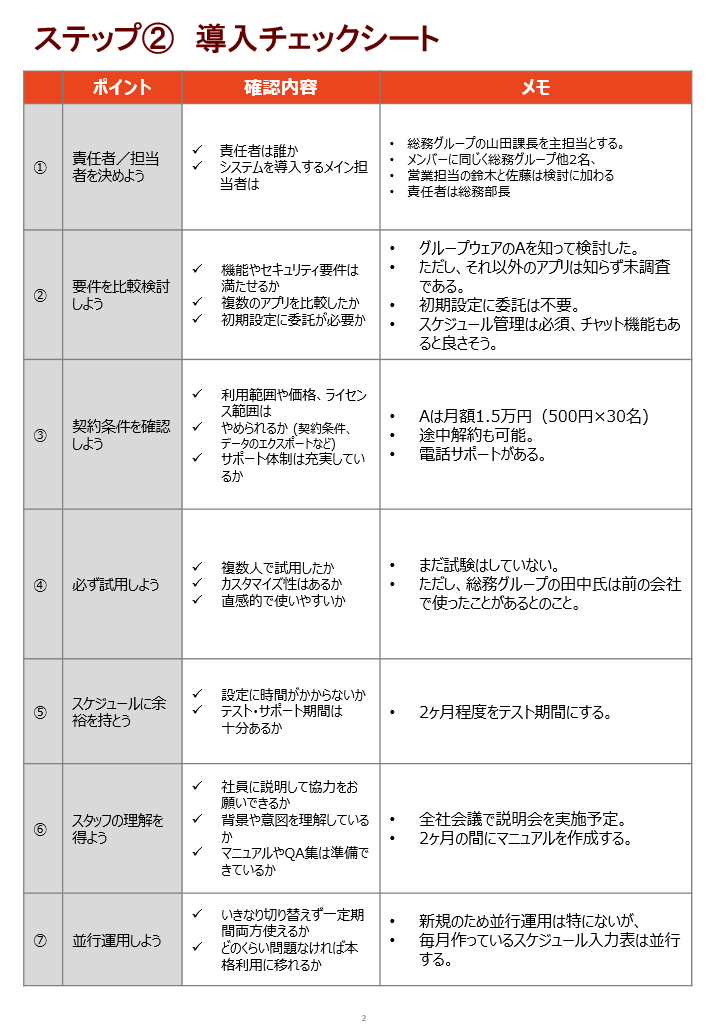 ステップ② 導入チェックシート
ポイント
確認内容
メモ
①
責任者／担当
者を決めよう
✓ 責任者は誰か
✓ システムを導入するメイン担
当者は
• 総務グループの山田課長を主担当とする。
• メンバーに同じく総務グループ他2名、
• 営業担当の鈴木と佐藤は検討に加わる
• 責任者は総務部長
②
要件を比較検討
しよう
✓ 機能やセキュリティ要件は
満たせるか
✓ 複数のアプリを比較したか
✓ 初期設定に委託が必要か
• グループウェアのAを知って検討した。
• ただし、それ以外のアプリは知らず未調査
である。
• 初期設定に委託は不要。
• スケジュール管理は必須、チャット機能もあ
ると良さそう。
③
契約条件を確認
しよう
✓ 利用範囲や価格、ライセン
ス範囲は
✓ やめられるか (契約条件、
データのエクスポートなど)
✓ サポート体制は充実してい
るか
• Aは月額1.5万円（500円×30名)
• 途中解約も可能。
• 電話サポートがある。
④
必ず試用しよう
✓ 複数人で試用したか
✓ カスタマイズ性はあるか
✓ 直感的で使いやすいか
• まだ試験はしていない。
• ただし、総務グループの田中氏は前の会社
で使ったことがあるとのこと。
⑤
スケジュールに余
裕を持とう
✓ 設定に時間がかからないか
✓ テスト・サポート期間は
十分あるか
• 2ヶ月程度をテスト期間にする。
⑥
スタッフの理解を
得よう
✓ 社員に説明して協力をお
願いできるか
✓ 背景や意図を理解している
か
✓ マニュアルやQA集は準備で
きているか
• 全社会議で説明会を実施予定。
• 2ヶ月の間にマニュアルを作成する。
⑦
並行運用しよう
✓ いきなり切り替えず一定期
間両方使えるか
✓ どのくらい問題なければ本
格利用に移れるか
• 新規のため並行運用は特にないが、
• 毎月作っているスケジュール入力表は並行
する。
2